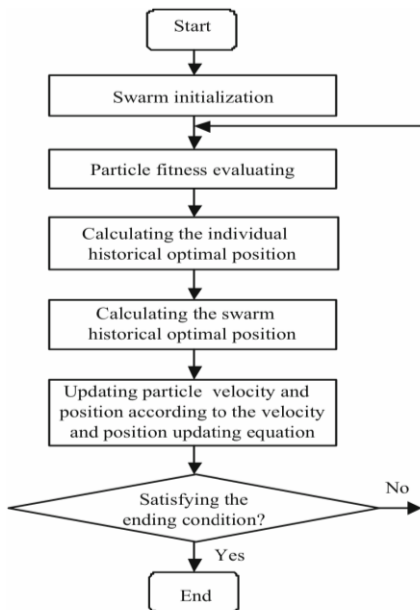 Start
Swarm initialization
Particle fitness evaluating
Calculating the individual
historical optimal position
Calculating the swarm
historical optimal position
Updating particle velocity and
position according to the velocity
and position updating equation
Satisfying the
ending condition?
No
Yes
End